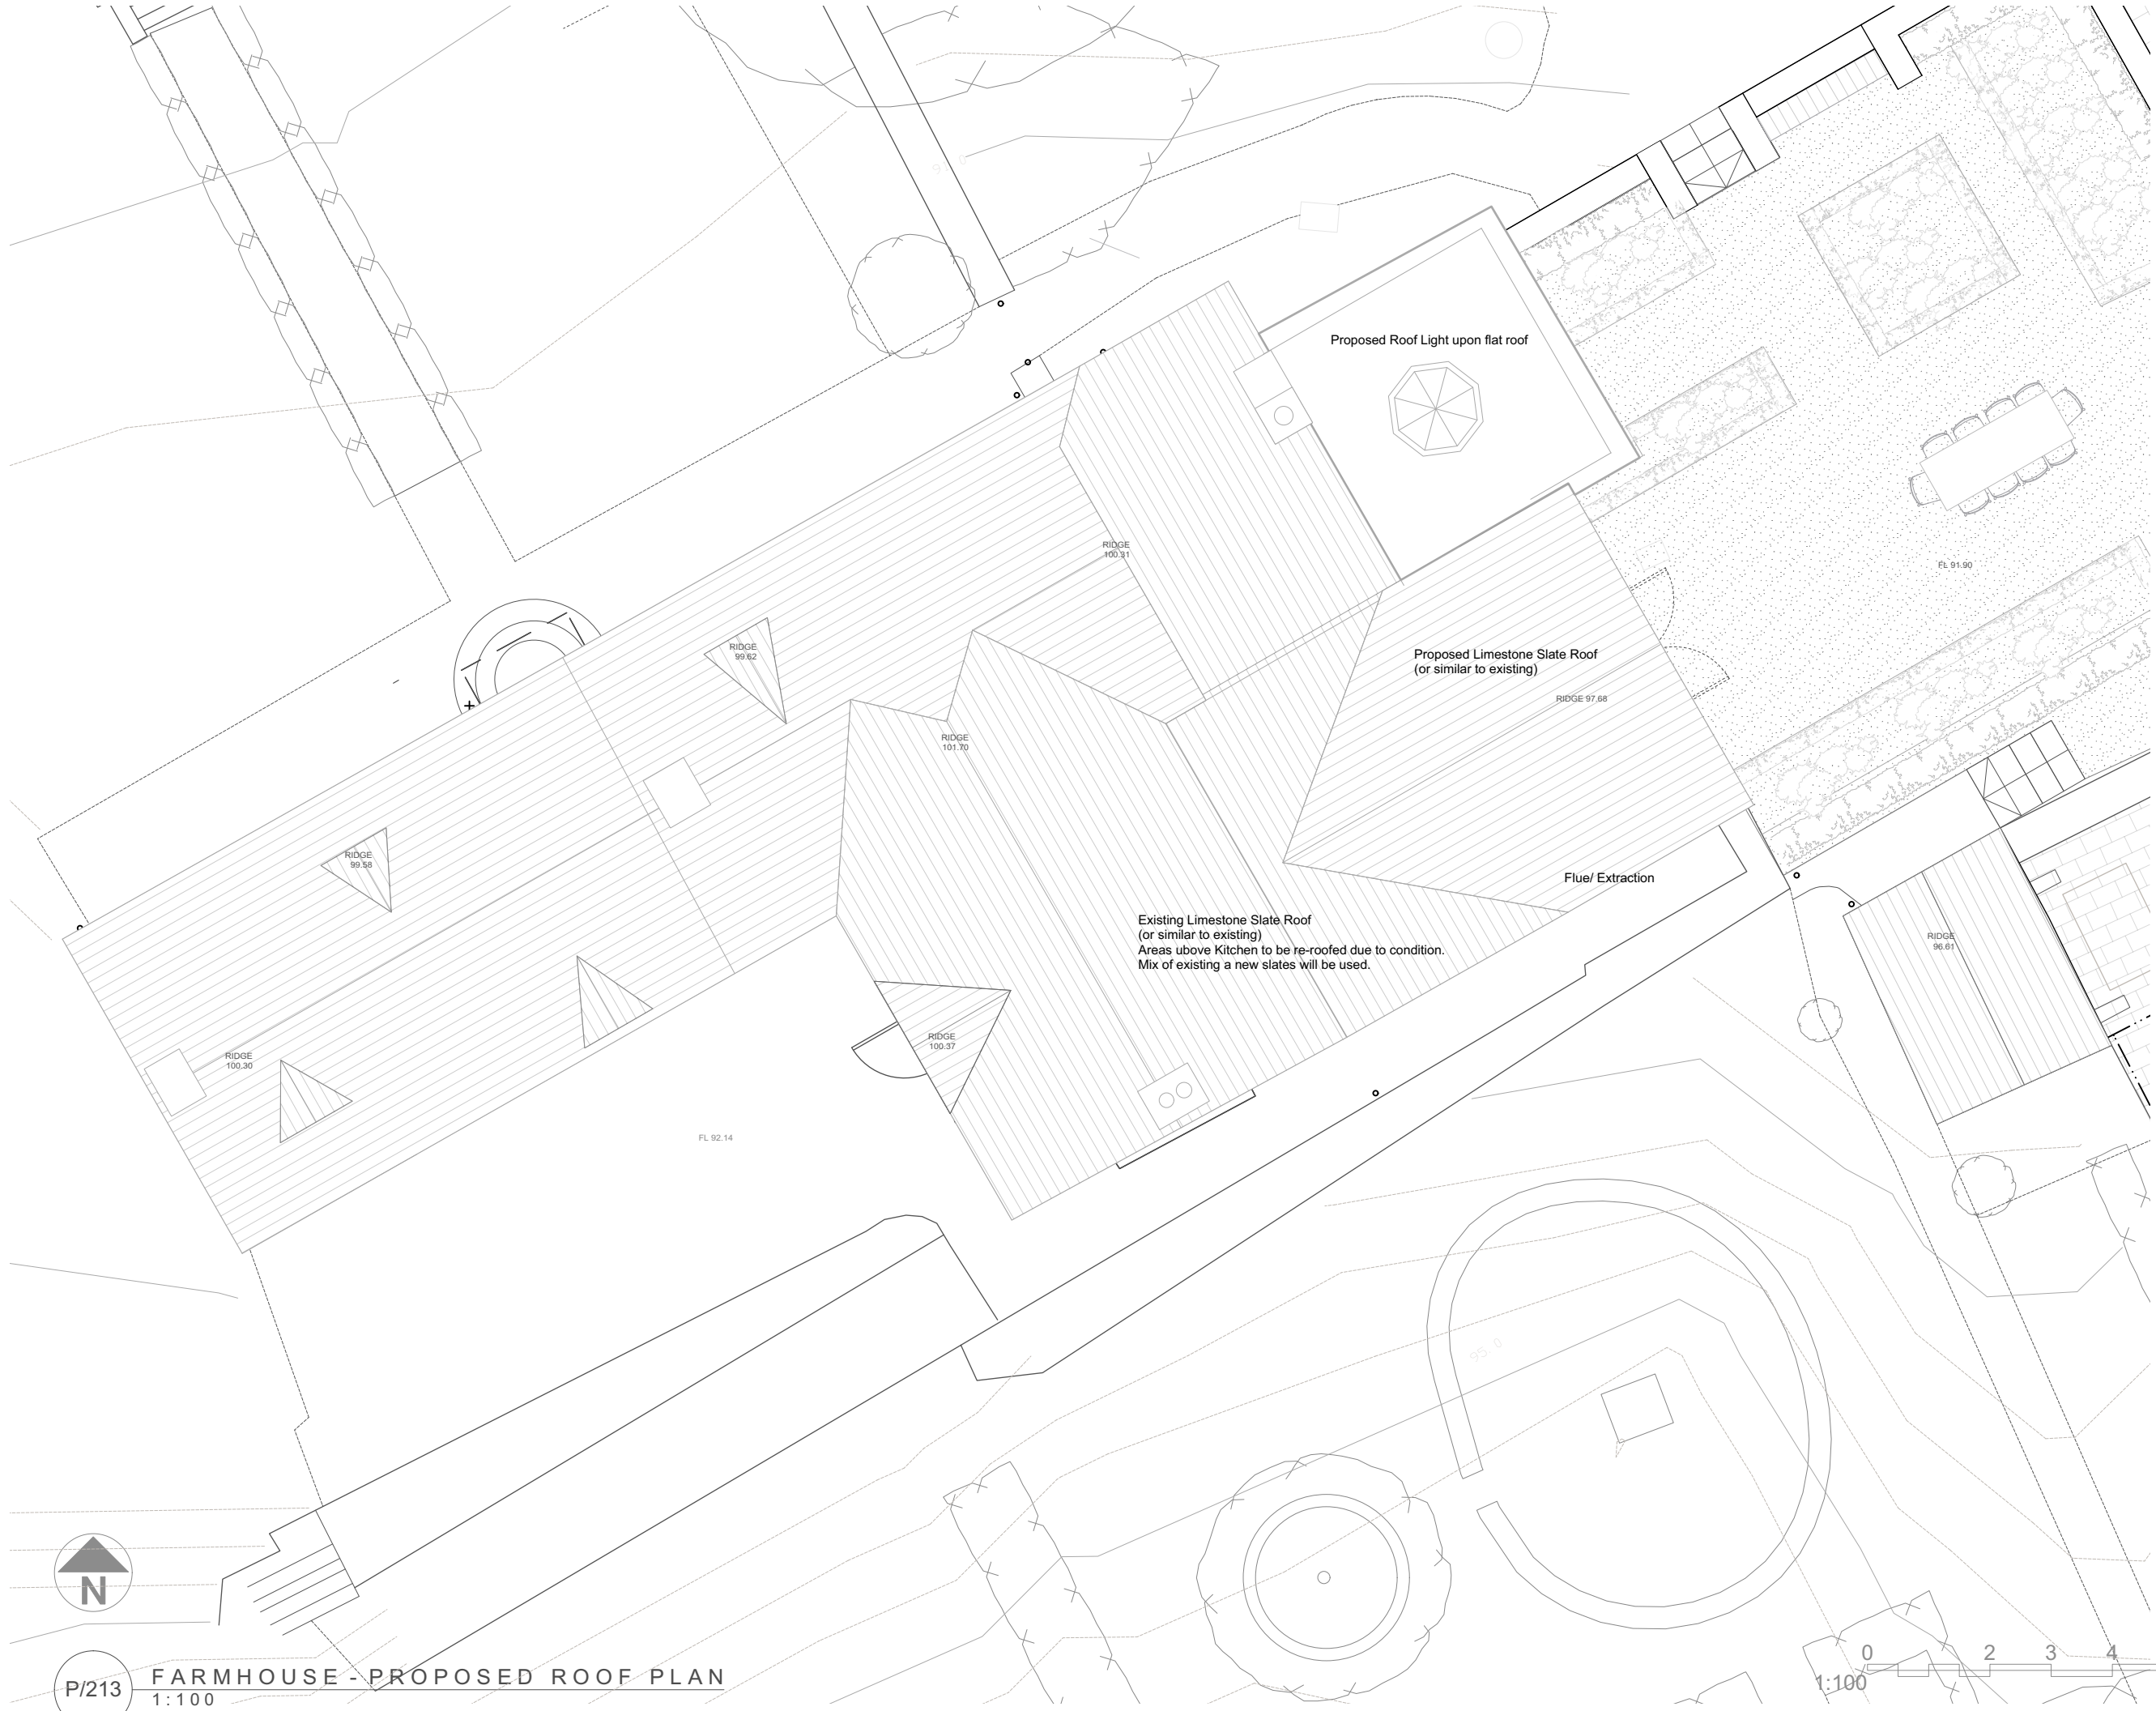 Proposed Roof Light upon flat roof
RIDGE
100.31
FL 91.90
RIDGE
99.62
Proposed Limestone Slate Roof
(or similar to existing)
RIDGE 97.68
RIDGE
101.70
RIDGE
99.58
Flue/ Extraction
Existing Limestone Slate Roof
(or similar to existing)
Areas ubove Kitchen to be re-roofed due to condition.
Mix of existing a new slates will be used.
RIDGE
96.61
RIDGE
100.37
RIDGE
100.30
FL 92.14
95.0
N
P/213
FARMHOUSE - PROPOSED ROOF PLAN
1:100
0 2 3 4
1:100